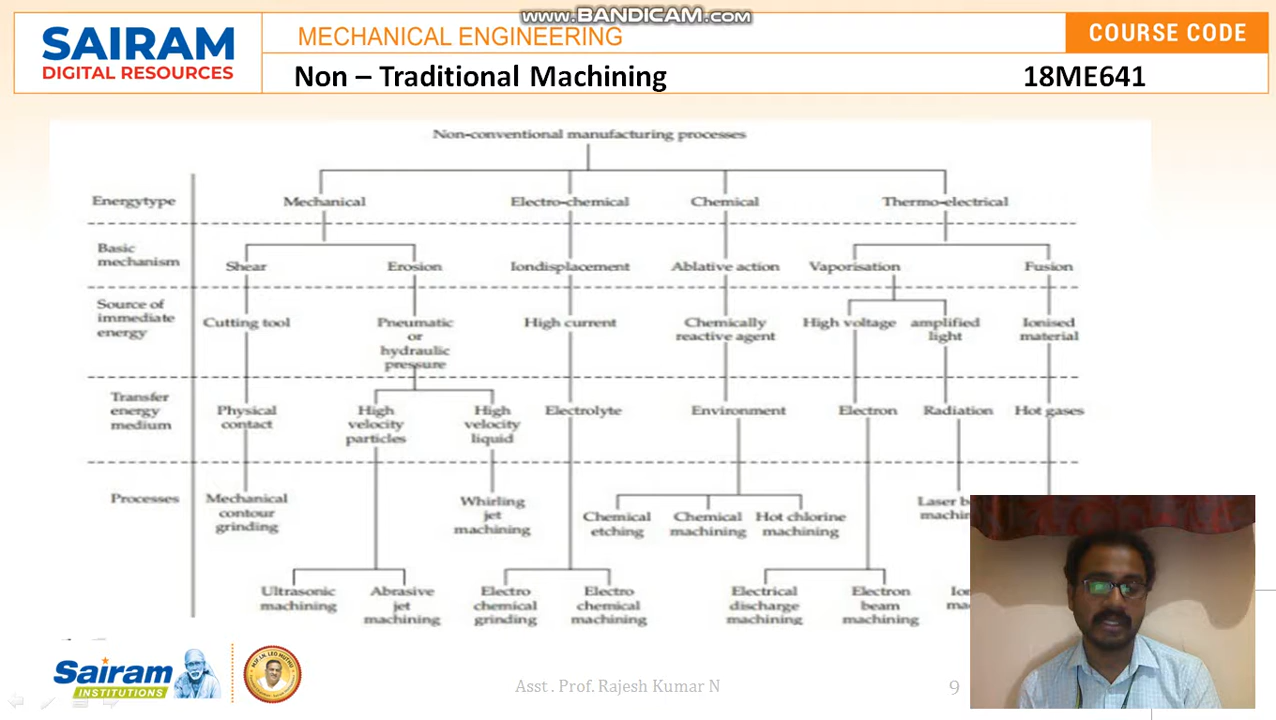 www.BANDICAM.com
SAIRAM
DIGITAL RESOURCES
MECHANICAL ENGINEERING
COURSE CODE
Non – Traditional Machining
18ME641
Non-conventional manufacturing processes
Energytype
Mechanical
Electro-chemical
Chemical
Thermo-electrical
Basic
mechanism
Shear
Erosion
Iondisplacement
Ablative action
Vaporisation
Fusion
Source of
immediate
energy
Cutting tool
Pneumatic
or
hydraulic
pressure
High current
Chemically
reactive agent
High voltage
amplified
light
Ionised
material
Transfer
energy
medium
Physical
contact
High
velocity
particles
High
velocity
liquid
Electrolyte
Environment
Electron
Radiation
Hot gases
Processes
Mechanical
contour
grinding
Whirling
jet
machining
Chemical
etching
Chemical
machining
Hot chlorine
machining
Laser
Ultrasonic
machining
Abrasive
jet
machining
Electro
chemical
grinding
Electro
chemical
machining
Electrical
discharge
machining
Electron
beam
machining
Sairam
INSTITUTIONS
MJF. LN. LEO MUTHU
Asst . Prof. Rajesh Kumar N
9